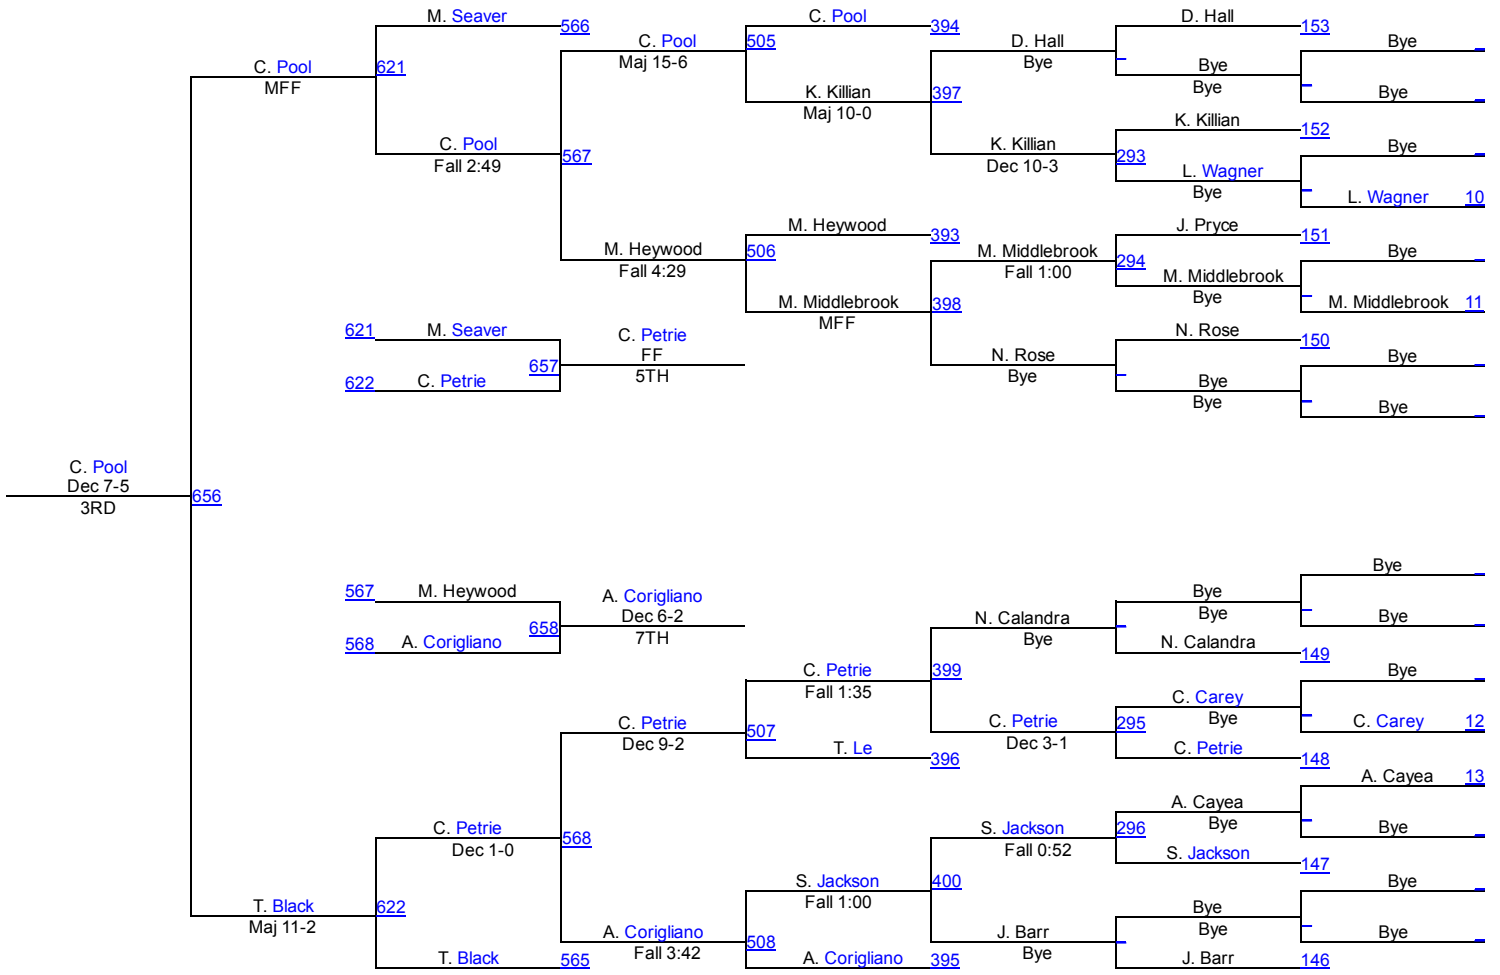 M. Seaver
566
C. Pool
MFF
621
C. Pool
Fall 2:49
567
C. Pool
Maj 15-6
505
C. Pool
394
K. Killian
Maj 10-0
397
D. Hall
Bye
D. Hall
153
Bye
Bye
Bye
Bye
K. Killian
Dec 10-3
293
K. Killian
152
L. Wagner
Bye
Bye
L. Wagner 10
M. Heywood
Fall 4:29
506
M. Heywood
393
M. Middlebrook
MFF
398
M. Middlebrook
Fall 1:00
294
J. Pryce
151
M. Middlebrook
Bye
Bye
M. Middlebrook 11
N. Rose
Bye
N. Rose
150
Bye
Bye
Bye
Bye
621 M. Seaver
622 C. Petrie
657
C. Petrie
FF
5TH
C. Pool
Dec 7-5
3RD
656
567 M. Heywood
568 A. Corigliano
658
A. Corigliano
Dec 6-2
7TH
N. Calandra
Bye
Bye
Bye
Bye
Bye
N. Calandra
149
C. Petrie
Fall 1:35
399
C. Petrie
Dec 9-2
507
T. Le
396
C. Petrie
Dec 3-1
295
C. Carey
Bye
Bye
C. Carey 12
C. Petrie
148
C. Petrie
Dec 1-0
568
S. Jackson
Fall 0:52
296
A. Cayea
Bye
A. Cayea 13
Bye
S. Jackson
147
S. Jackson
Fall 1:00
400
T. Black
Maj 11-2
622
T. Black
565
A. Corigliano
Fall 3:42
508
A. Corigliano
395
J. Barr
Bye
Bye
Bye
Bye
Bye
J. Barr
146